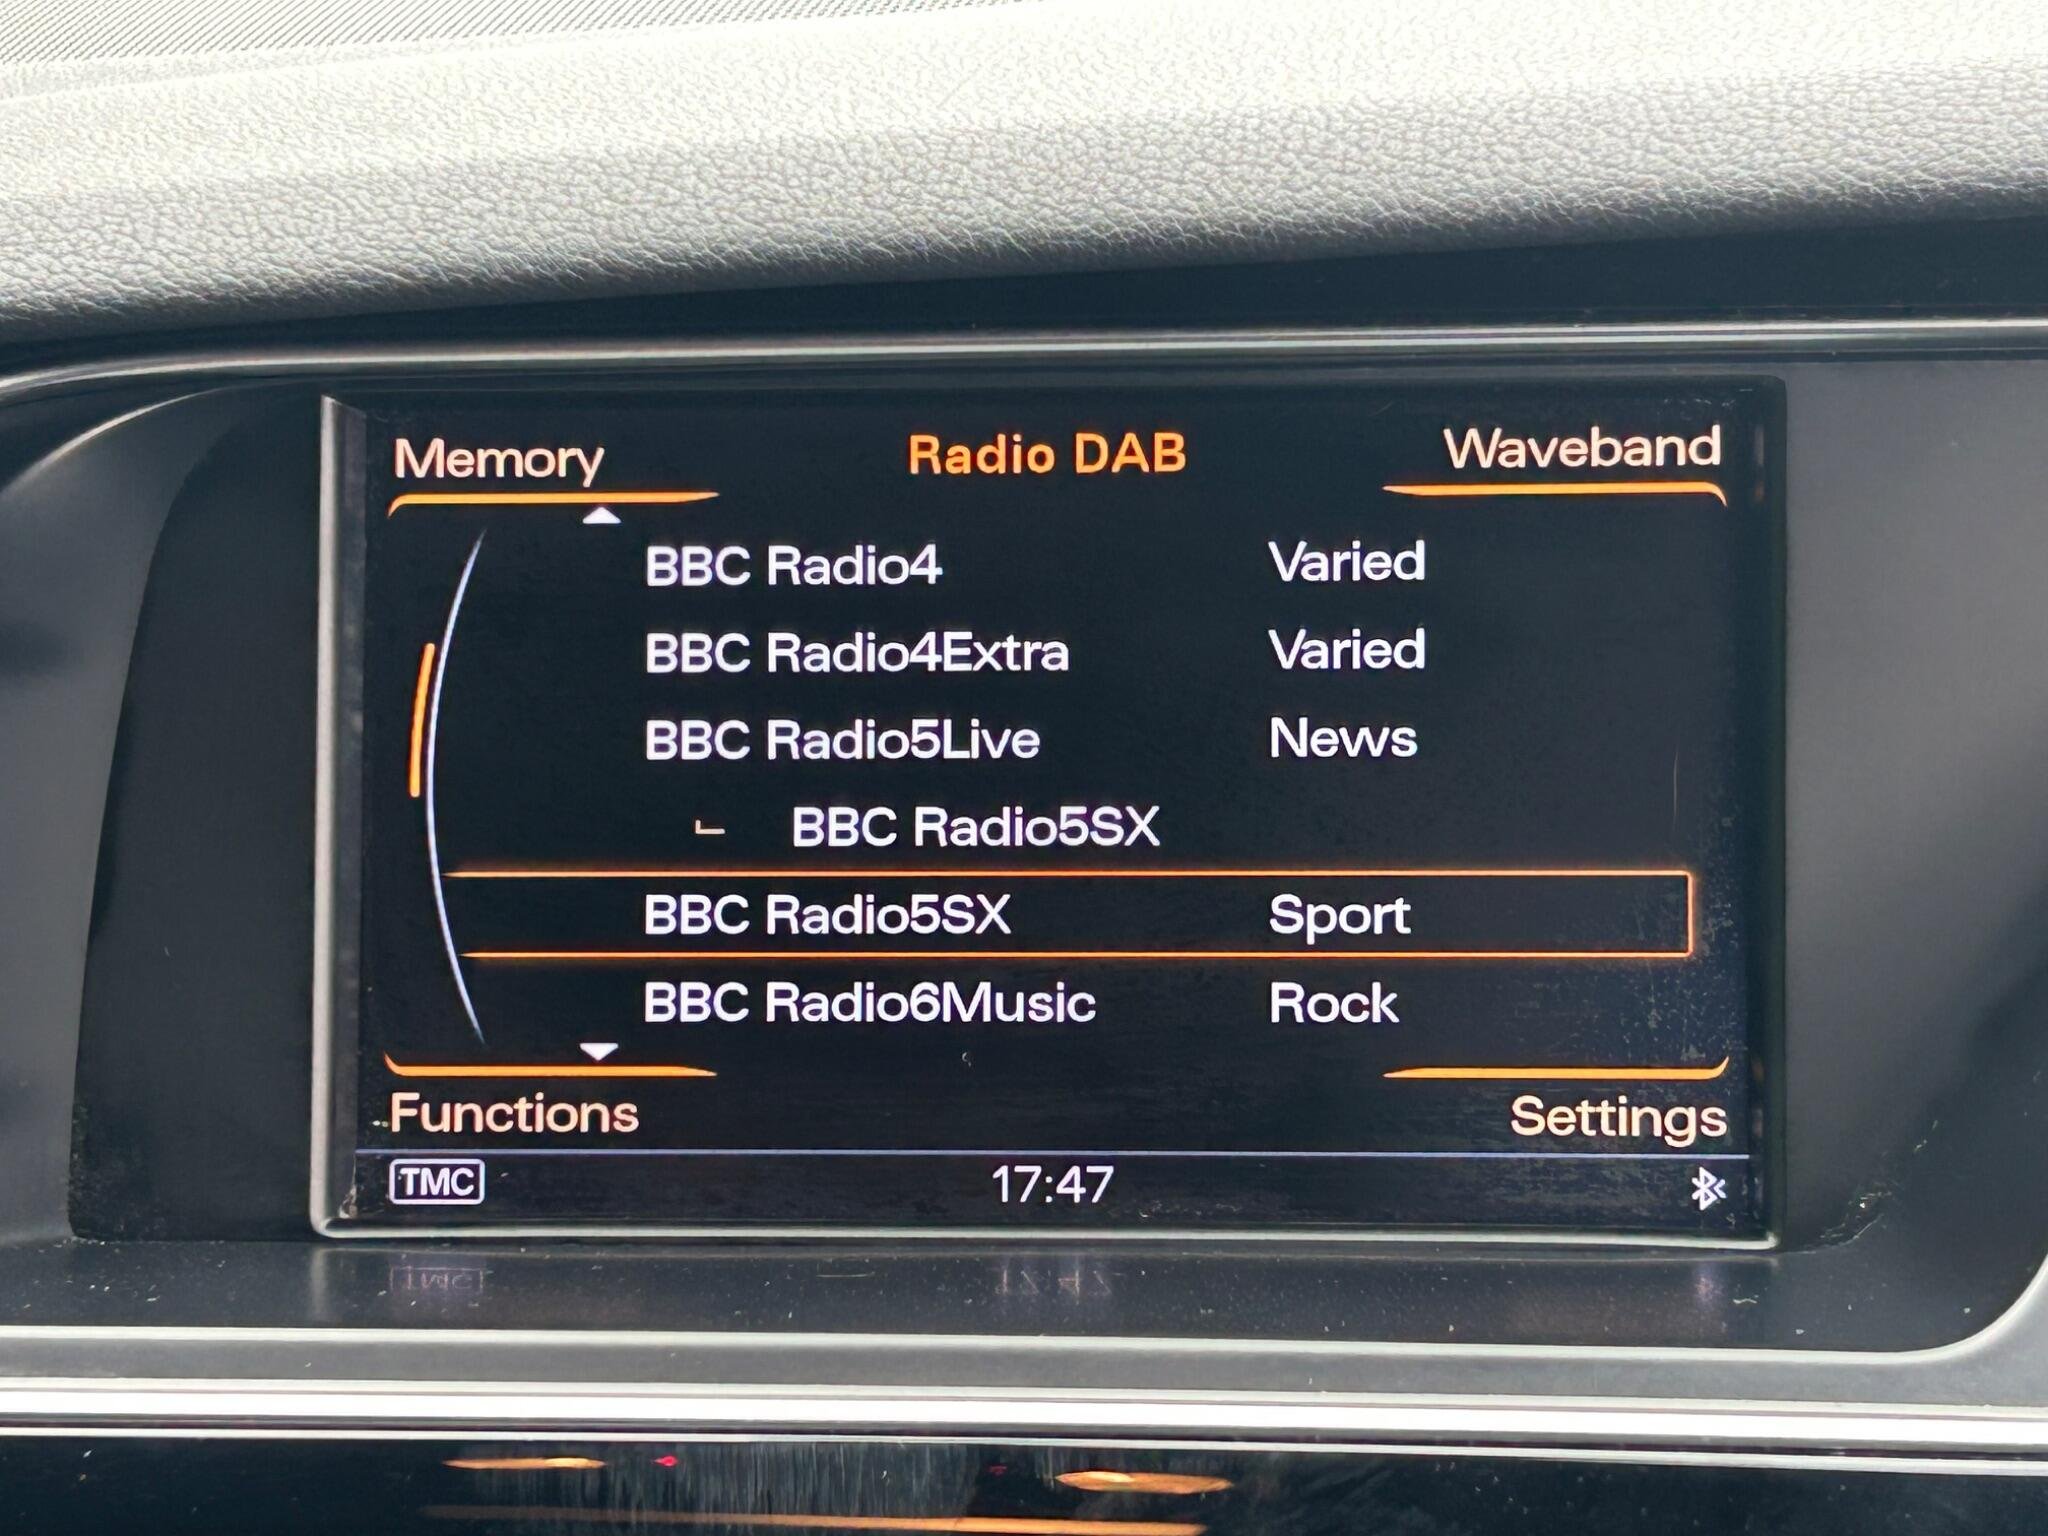 Memory Radio DAB Waveband
BBC Radio4 Varied
BBC Radio4Extra Varied
BBC Radio5Live News
BBC Radio5SX
BBC Radio5SX Sport
BBC Radio6Music Rock
Functions Settings
TMC 17:47